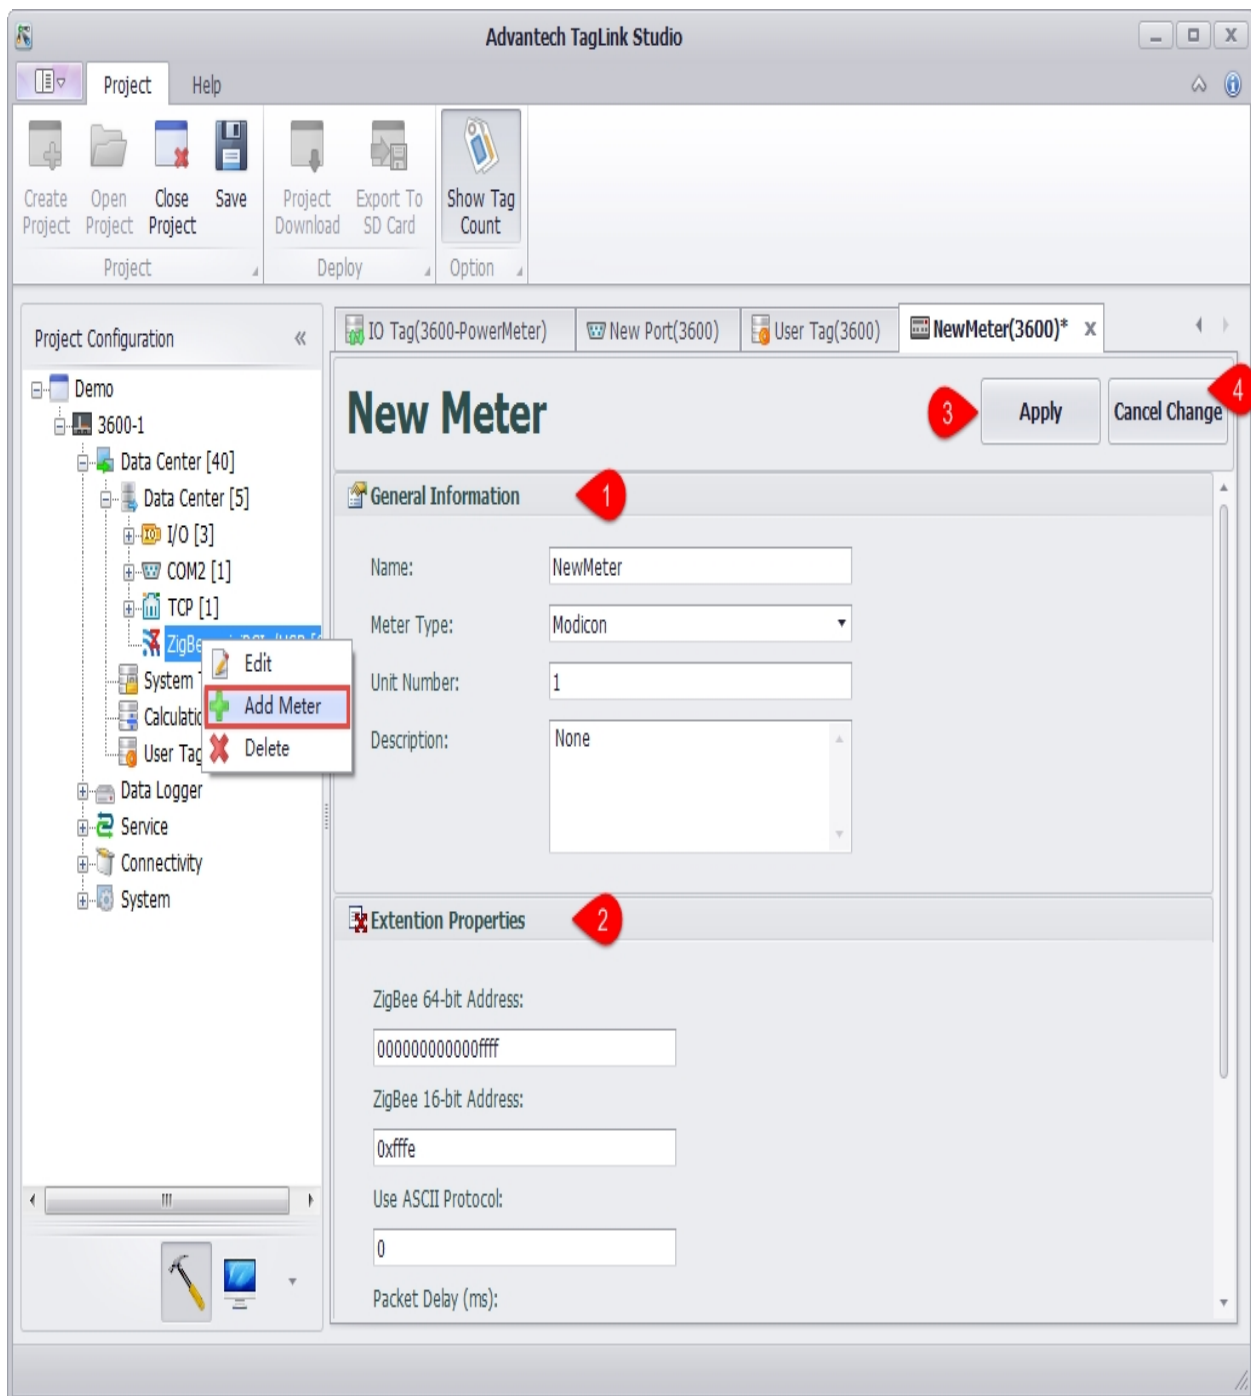 Advantech TagLink Studio
Project Help
Create Project
Open Project
Close Project
Save
Project Download
Export To SD Card
Show Tag Count
Project
Deploy
Option
Project Configuration
Demo
3600-1
Data Center [40]
Data Center [5]
I/O [3]
COM2 [1]
TCP [1]
System
User Tag
Data Logger
Service
Connectivity
System
Edit
Add Meter
Delete
IO Tag(3600-PowerMeter) New Port(3600) User Tag(3600) NewMeter(3600)* X
New Meter
3
Apply
Cancel Change
4
General Information
1
Name: NewMeter
Meter Type: Modicon
Unit Number: 1
Description: None
Extention Properties
2
ZigBee 64-bit Address:
000000000000ffff
ZigBee 16-bit Address:
0xfffe
Use ASCII Protocol:
0
Packet Delay (ms):